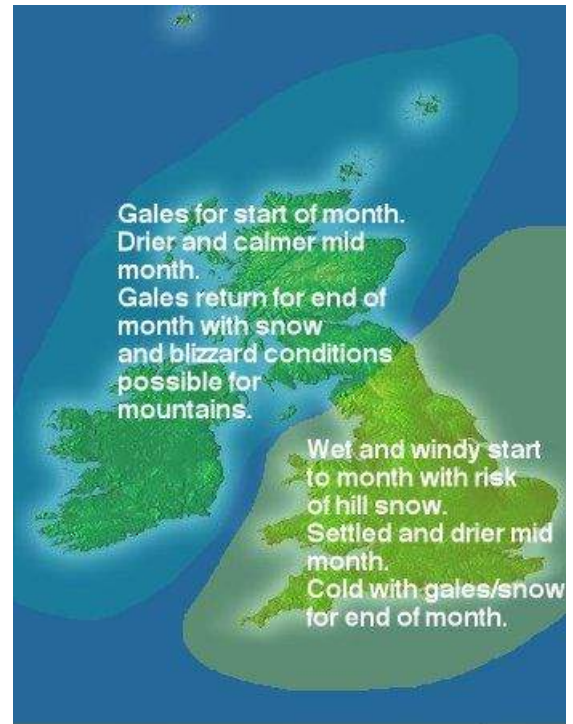 Gales for start of month.
Drier and calmer mid
month.
Gales return for end of
month with snow
and blizzard conditions
possible for
mountains.
Wet and windy start
to month with risk
of hill snow.
Settled and drier mid
month.
Cold with gales/snow
for end of month.